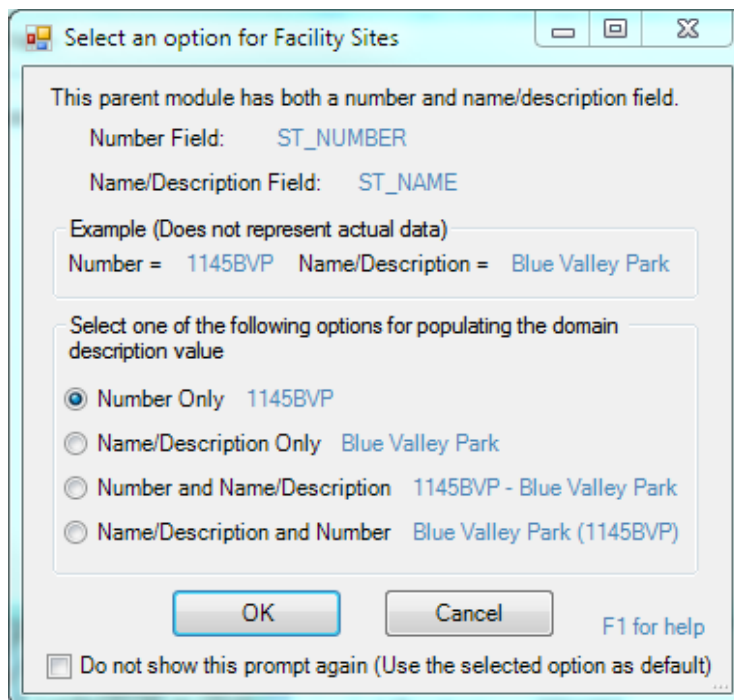 Select an option for Facility Sites
This parent module has both a number and name/description field.
Number Field: ST_NUMBER
Name/Description Field: ST_NAME
Example (Does not represent actual data)
Number = 1145BVP Name/Description = Blue Valley Park
Select one of the following options for populating the domain
description value
Number Only 1145BVP
Name/Description Only Blue Valley Park
Number and Name/Description 1145BVP - Blue Valley Park
Name/Description and Number Blue Valley Park (1145BVP)
OK Cancel
F1 for help
Do not show this prompt again (Use the selected option as default)